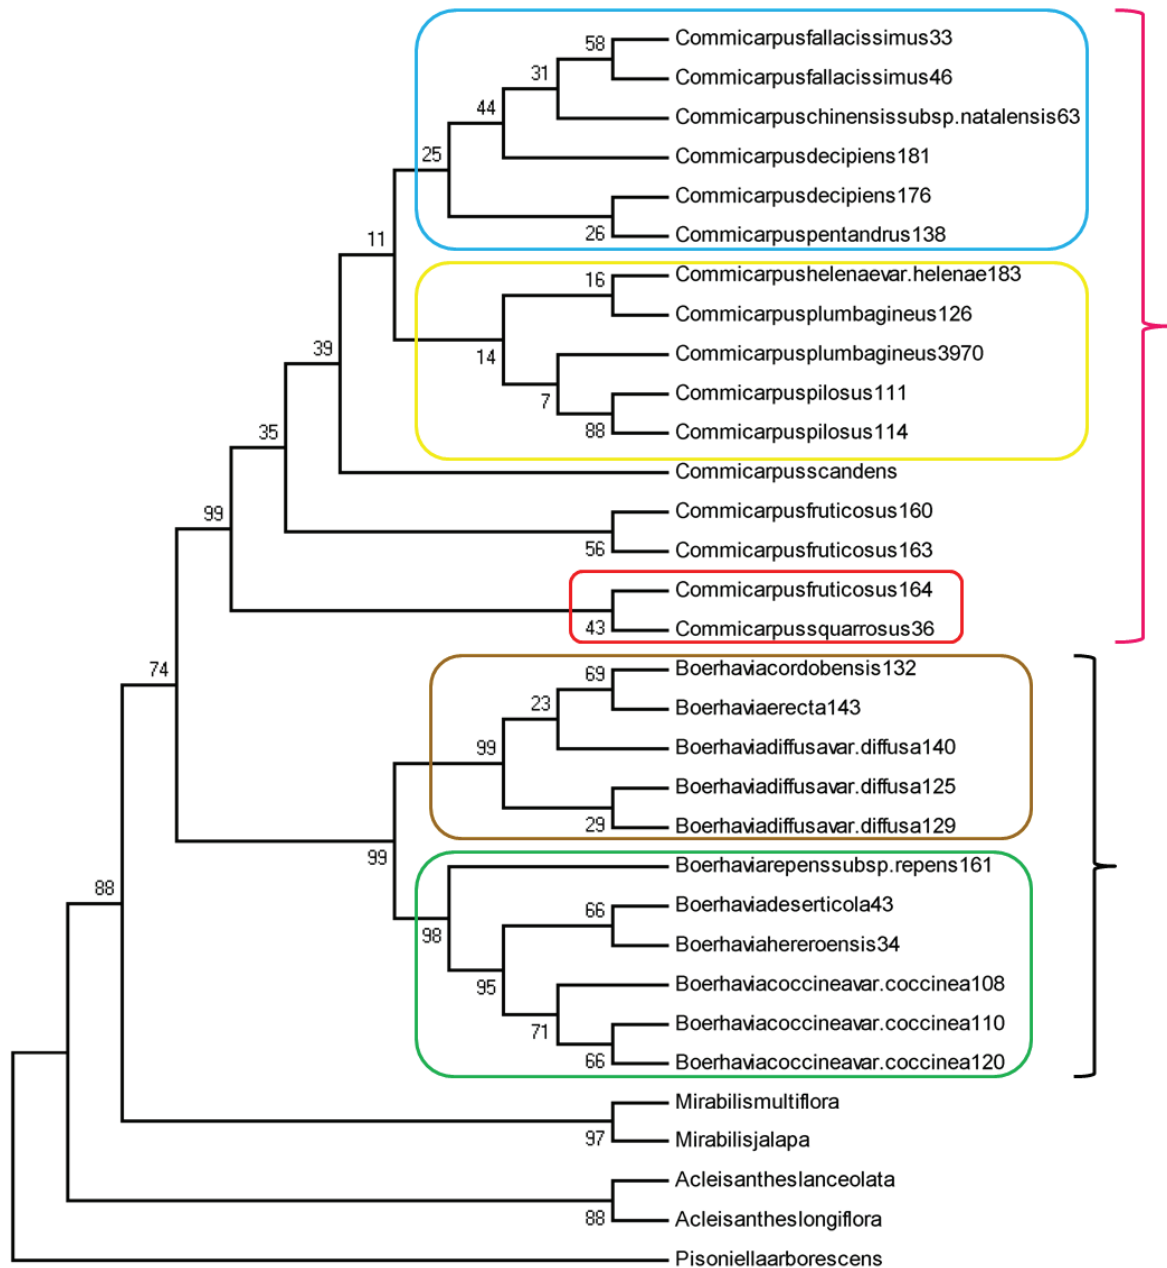 58
Commicarpusfallacissimus33
31
Commicarpusfallacissimus46
44
Commicarpuschinensissubsp.natalensis63
25
Commicarpusdecipiens181
Commicarpusdecipiens176
11
26
Commicarpuspentandrus138
16
Commicarpushelenaevar.helenae183
Commicarpusplumbagineus126
39
14
Commicarpusplumbagineus3970
7
Commicarpuspilosus111
35
88
Commicarpuspilosus114
Commicarpusscandens
99
Commicarpusfruticosus160
56
Commicarpusfruticosus163
Commicarpusfruticosus164
43
Commicarpussquarrosus36
74
69
Boerhaviacordobensis132
23
Boerhaviaerecta143
99
Boerhaviadiffusavar.diffusa140
Boerhaviadiffusavar.diffusa125
29
Boerhaviadiffusavar.diffusa129
99
Boerhaviarepenssubsp.repens161
88
66
Boerhaviadeserticola43
98
Boerhaviahereroensis34
95
Boerhaviacoccineavar.coccinea108
71
Boerhaviacoccineavar.coccinea110
66
Boerhaviacoccineavar.coccinea120
Mirabilismultiflora
97
Mirabilisjalapa
Acleisantheslanceolata
88
Acleisantheslongiflora
Pisoniellaarborescens